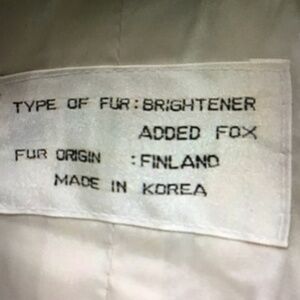 TYPE OF FUR:BRIGHTENER
ADDED FOX
FUR ORIGIN :FINLAND
MADE IN KOREA